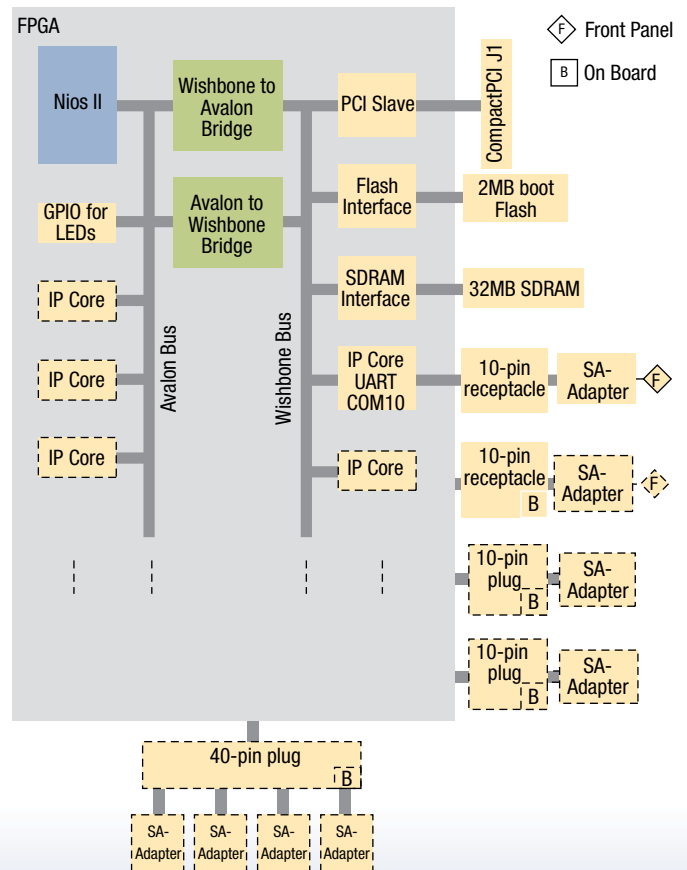 FPGA
F Front Panel
B On Board
Nios II
Wishbone to
Avalon
Bridge
PCI Slave
CompactPCI J1
GPIO for
LEDs
Avalon to
Wishbone
Bridge
Flash
Interface
2MB boot
Flash
IP Core
SDRAM
Interface
32MB SDRAM
Avalon Bus
Wishbone Bus
IP Core
IP Core
UART
COM10
10-pin
receptacle
SA-
Adapter
F
IP Core
IP Core
10-pin
receptacle
B
SA-
Adapter
F
10-pin
plug
B
SA-
Adapter
10-pin
plug
B
SA-
Adapter
40-pin plug
B
SA-
Adapter
SA-
Adapter
SA-
Adapter
SA-
Adapter